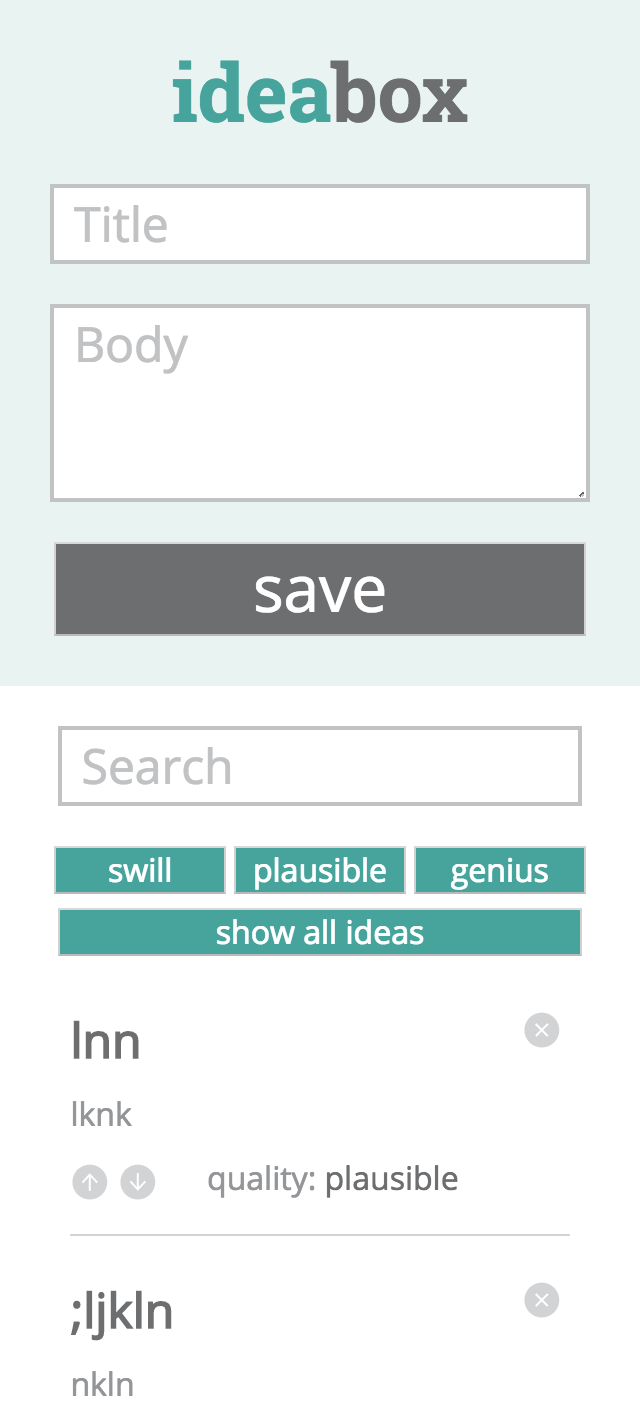 ideabox
Title
Body
save
Search
swill plausible genius
show all ideas
lnn
lknk
quality: plausible
;ljkln
nkln